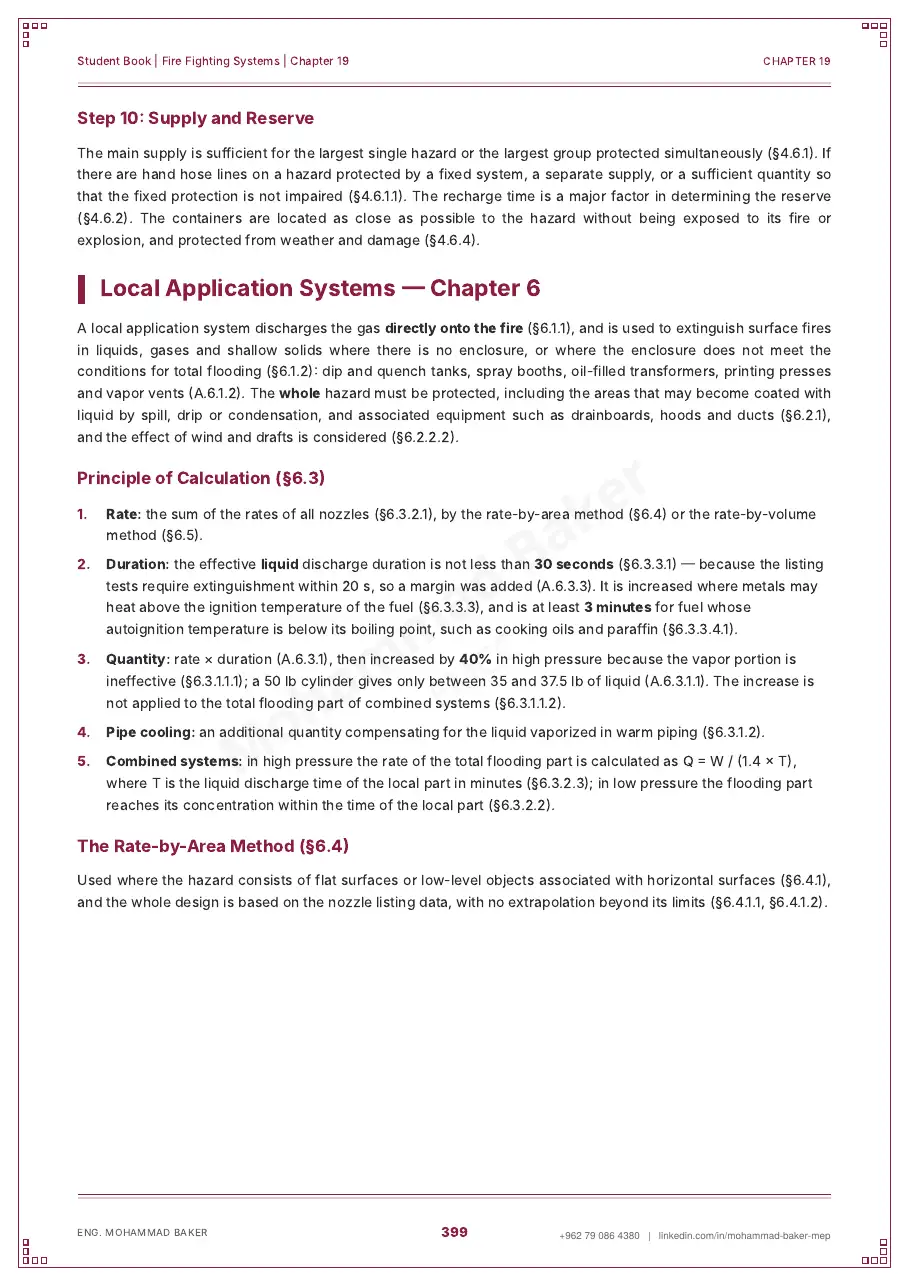 Student Book | Fire Fighting Systems | Chapter 19
CHAPTER 19
Step 10: Supply and Reserve
The main supply is sufficient for the largest single hazard or the largest group protected simultaneously (§4.6.1). If
there are hand hose lines on a hazard protected by a fixed system, a separate supply, or a sufficient quantity so
that the fixed protection is not impaired (§4.6.1.1). The recharge time is a major factor in determining the reserve
(§4.6.2). The containers are located as close as possible to the hazard without being exposed to its fire or
explosion, and protected from weather and damage (§4.6.4).
Local Application Systems — Chapter 6
A local application system discharges the gas directly onto the fire (§6.1.1), and is used to extinguish surface fires
in liquids, gases and shallow solids where there is no enclosure, or where the enclosure does not meet the
conditions for total flooding (§6.1.2): dip and quench tanks, spray booths, oil-filled transformers, printing presses
and vapor vents (A.6.1.2). The whole hazard must be protected, including the areas that may become coated with
liquid by spill, drip or condensation, and associated equipment such as drainboards, hoods and ducts (§6.2.1),
and the effect of wind and drafts is considered (§6.2.2.2).
Principle of Calculation (§6.3)
1. Rate: the sum of the rates of all nozzles (§6.3.2.1), by the rate-by-area method (§6.4) or the rate-by-volume
method (§6.5).
2. Duration: the effective liquid discharge duration is not less than 30 seconds (§6.3.3.1) — because the listing
tests require extinguishment within 20 s, so a margin was added (A.6.3.3). It is increased where metals may
heat above the ignition temperature of the fuel (§6.3.3.3), and is at least 3 minutes for fuel whose
autoignition temperature is below its boiling point, such as cooking oils and paraffin (§6.3.3.4.1).
3. Quantity: rate × duration (A.6.3.1), then increased by 40% in high pressure because the vapor portion is
ineffective (§6.3.1.1.1); a 50 lb cylinder gives only between 35 and 37.5 lb of liquid (A.6.3.1.1). The increase is
not applied to the total flooding part of combined systems (§6.3.1.1.2).
4. Pipe cooling: an additional quantity compensating for the liquid vaporized in warm piping (§6.3.1.2).
5. Combined systems: in high pressure the rate of the total flooding part is calculated as Q = W / (1.4 × T),
where T is the liquid discharge time of the local part in minutes (§6.3.2.3); in low pressure the flooding part
reaches its concentration within the time of the local part (§6.3.2.2).
The Rate-by-Area Method (§6.4)
Used where the hazard consists of flat surfaces or low-level objects associated with horizontal surfaces (§6.4.1),
and the whole design is based on the nozzle listing data, with no extrapolation beyond its limits (§6.4.1.1, §6.4.1.2).
Mohammad Baker
ENG. MOHAMMAD BAKER
399
+962 79 086 4380 | linkedin.com/in/mohammad-baker-mep